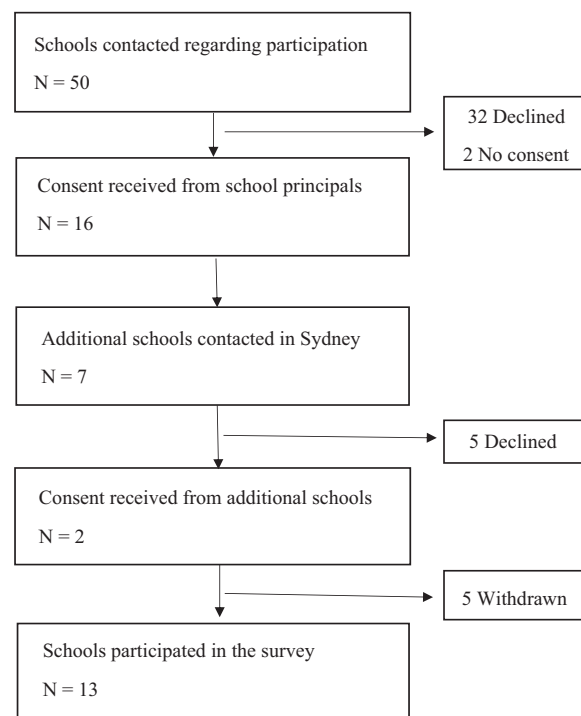 Schools contacted regarding participation
N = 50
32 Declined
2 No consent
Consent received from school principals
N = 16
Additional schools contacted in Sydney
N = 7
5 Declined
Consent received from additional schools
N = 2
5 Withdrawn
Schools participated in the survey
N = 13